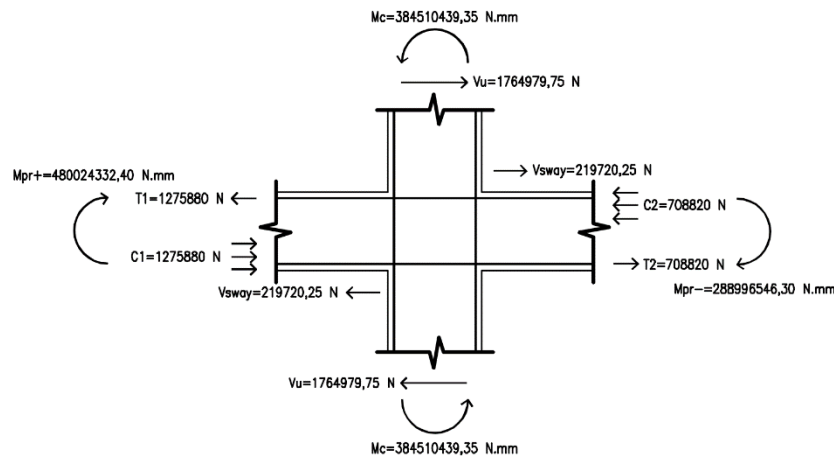 Mc=384510439,35 N.mm
Vu=1764979,75 N
Vsway=219720,25 N
Mpr+=480024332,40 N.mm
T1=1275880 N
C2=708820 N
C1=1275880 N
T2=708820 N
Vsway=219720,25 N
Mpr-=288996546,30 N.mm
Vu=1764979,75 N
Mc=384510439,35 N.mm